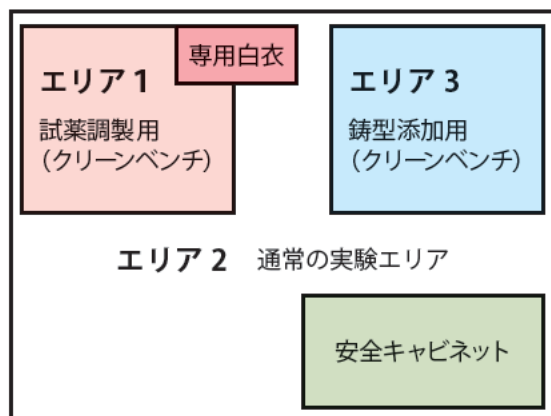 専用白衣
エリア 1
試薬調製用
(クリーンベンチ)
エリア 3
鋳型添加用
(クリーンベンチ)
エリア 2 通常の実験エリア
安全キャビネット